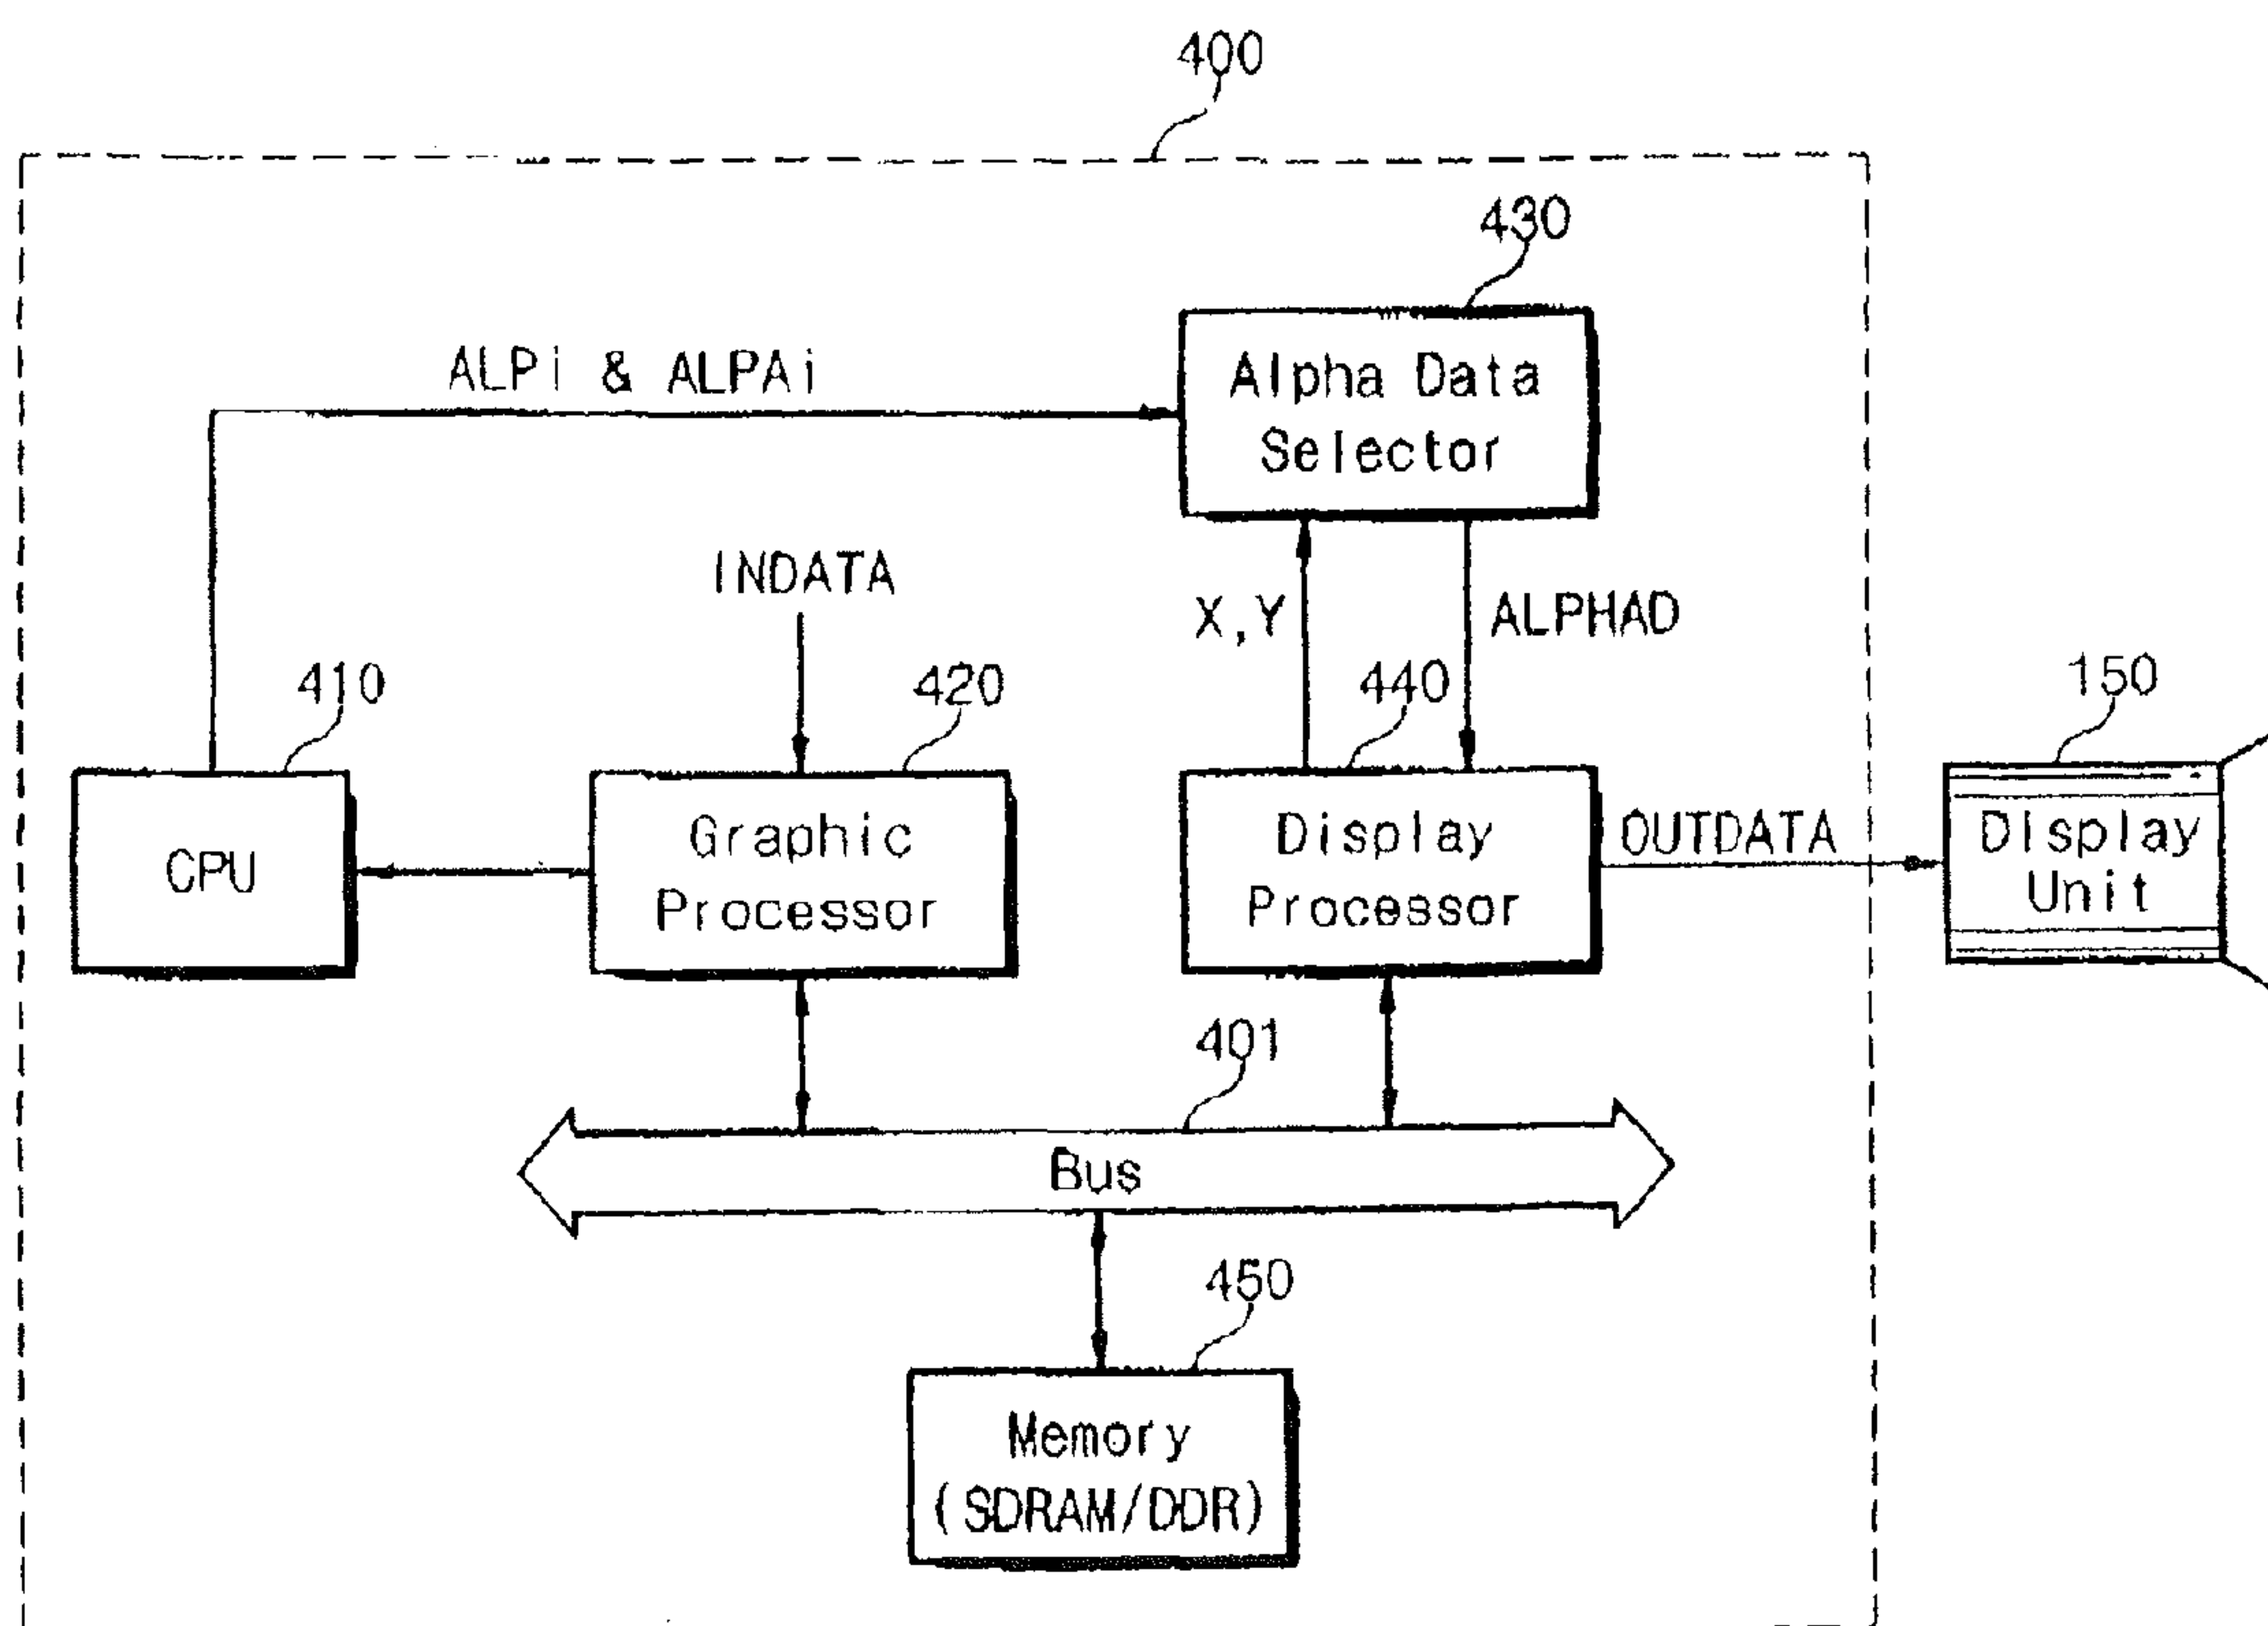 400
430
ALPi & ALPAi
Alpha Data
Selector
INDATA
X,Y
ALPHAD
410
420
440
150
CPU
Graphic
Processor
Display
Processor
OUTDATA
DIsplay
Unit
401
Bus
450
Memory
(SDRAM/DDR)